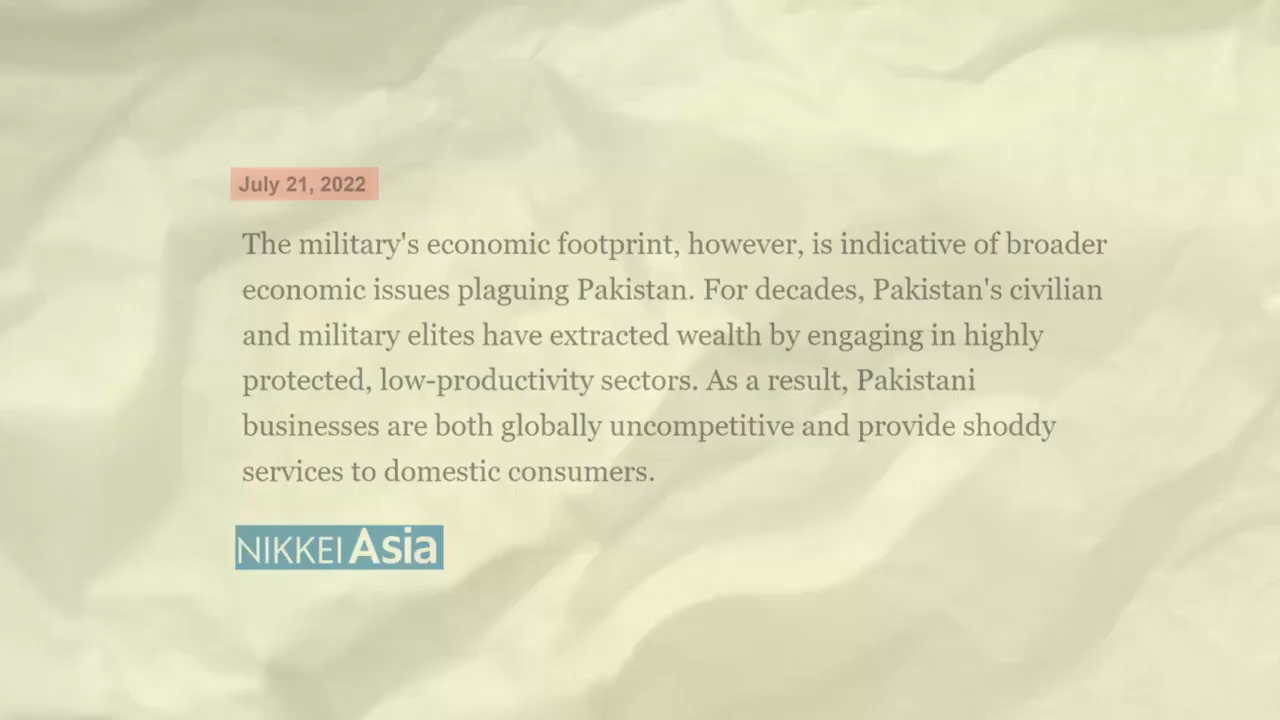 July 21, 2022
The military's economic footprint, however, is indicative of broader
economic issues plaguing Pakistan. For decades, Pakistan's civilian
and military elites have extracted wealth by engaging in highly
protected, low-productivity sectors. As a result, Pakistani
businesses are both globally uncompetitive and provide shoddy
services to domestic consumers.
NIKKEI Asia